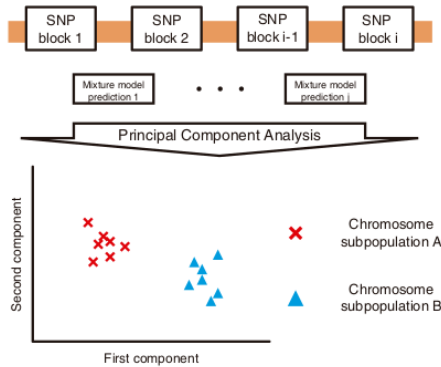 SNP
block 1
SNP
block 2
SNP
block i-1
SNP
block i
Mixture model
prediction 1
. . .
Mixture model
prediction j
Principal Component Analysis
Second component
First component
Chromosome
subpopulation A
Chromosome
subpopulation B